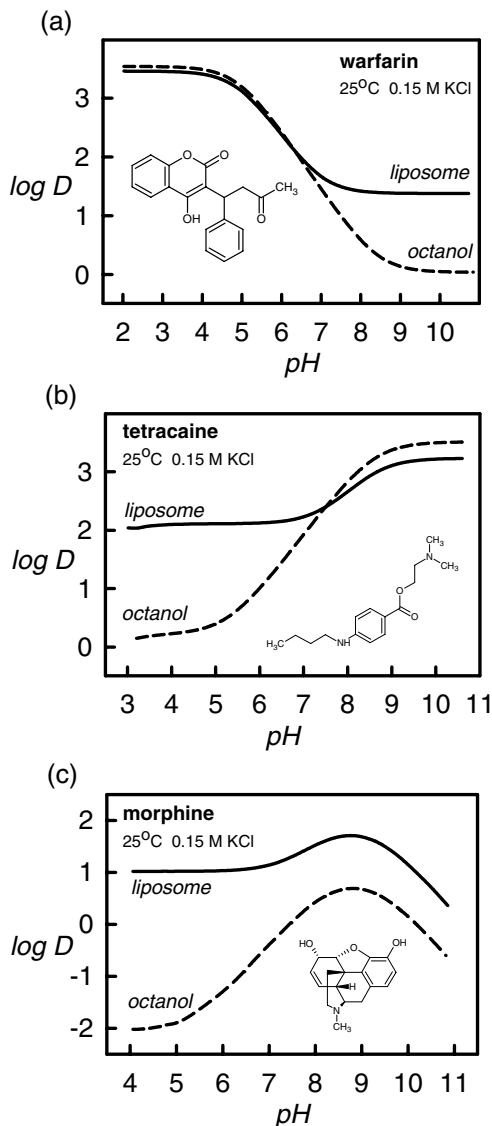 (a)
warfarin
25°C 0.15 M KCl
3
2
1
0
log D
liposome
octanol
O
O
OH
CH3
O
2 3 4 5 6 7 8 9 10
pH
(b)
tetracaine
25°C 0.15 M KCl
3
2
1
0
log D
liposome
octanol
CH3
N
CH3
O
O
H3C
NH
3 4 5 6 7 8 9 10 11
pH
(c)
morphine
25°C 0.15 M KCl
2
1
0
-1
-2
log D
liposome
octanol
HO
O
OH
H
N
CH3
4 5 6 7 8 9 10 11
pH